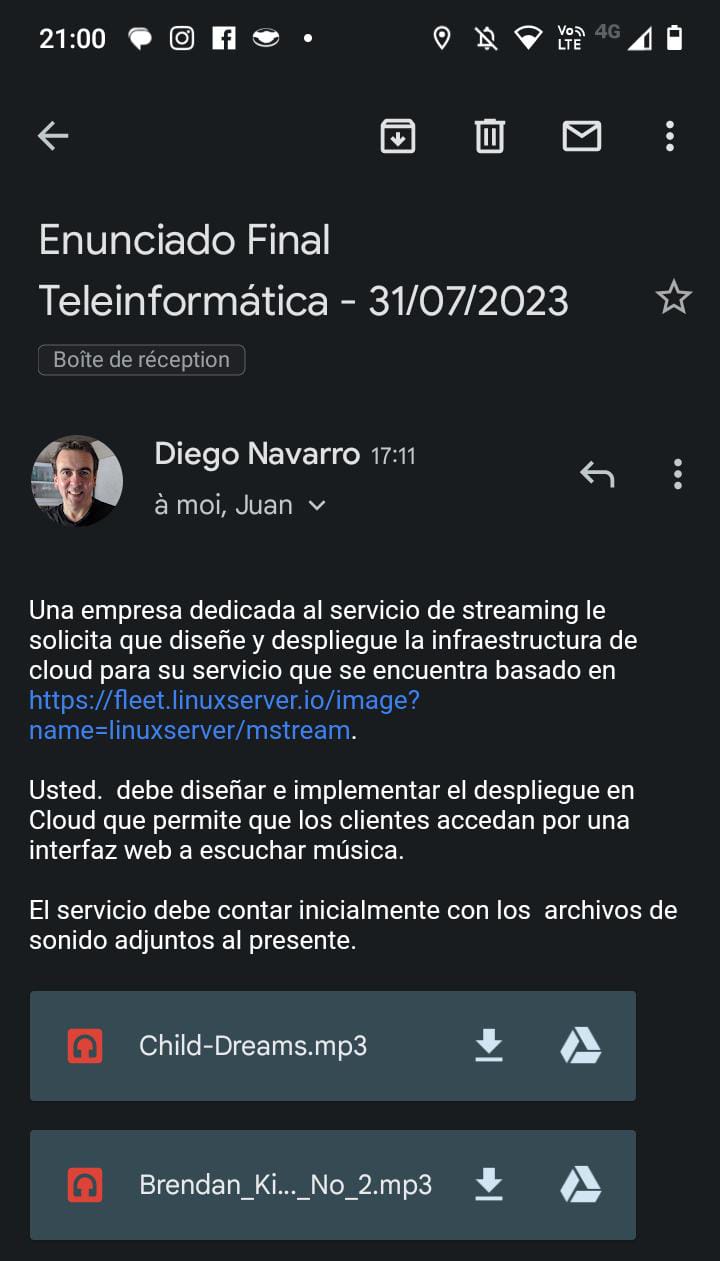 21:00
Vo)) 4G
LTE
Enunciado Final
Teleinformática - 31/07/2023
Boîte de réception
Diego Navarro 17:11
à moi, Juan
Una empresa dedicada al servicio de streaming le
solicita que diseñe y despliegue la infraestructura de
cloud para su servicio que se encuentra basado en
https://fleet.linuxserver.io/image?
name=linuxserver/mstream.
Usted.  debe diseñar e implementar el despliegue en
Cloud que permite que los clientes accedan por una
interfaz web a escuchar música.
El servicio debe contar inicialmente con los  archivos de
sonido adjuntos al presente.
Child-Dreams.mp3
Brendan_Ki..._No_2.mp3